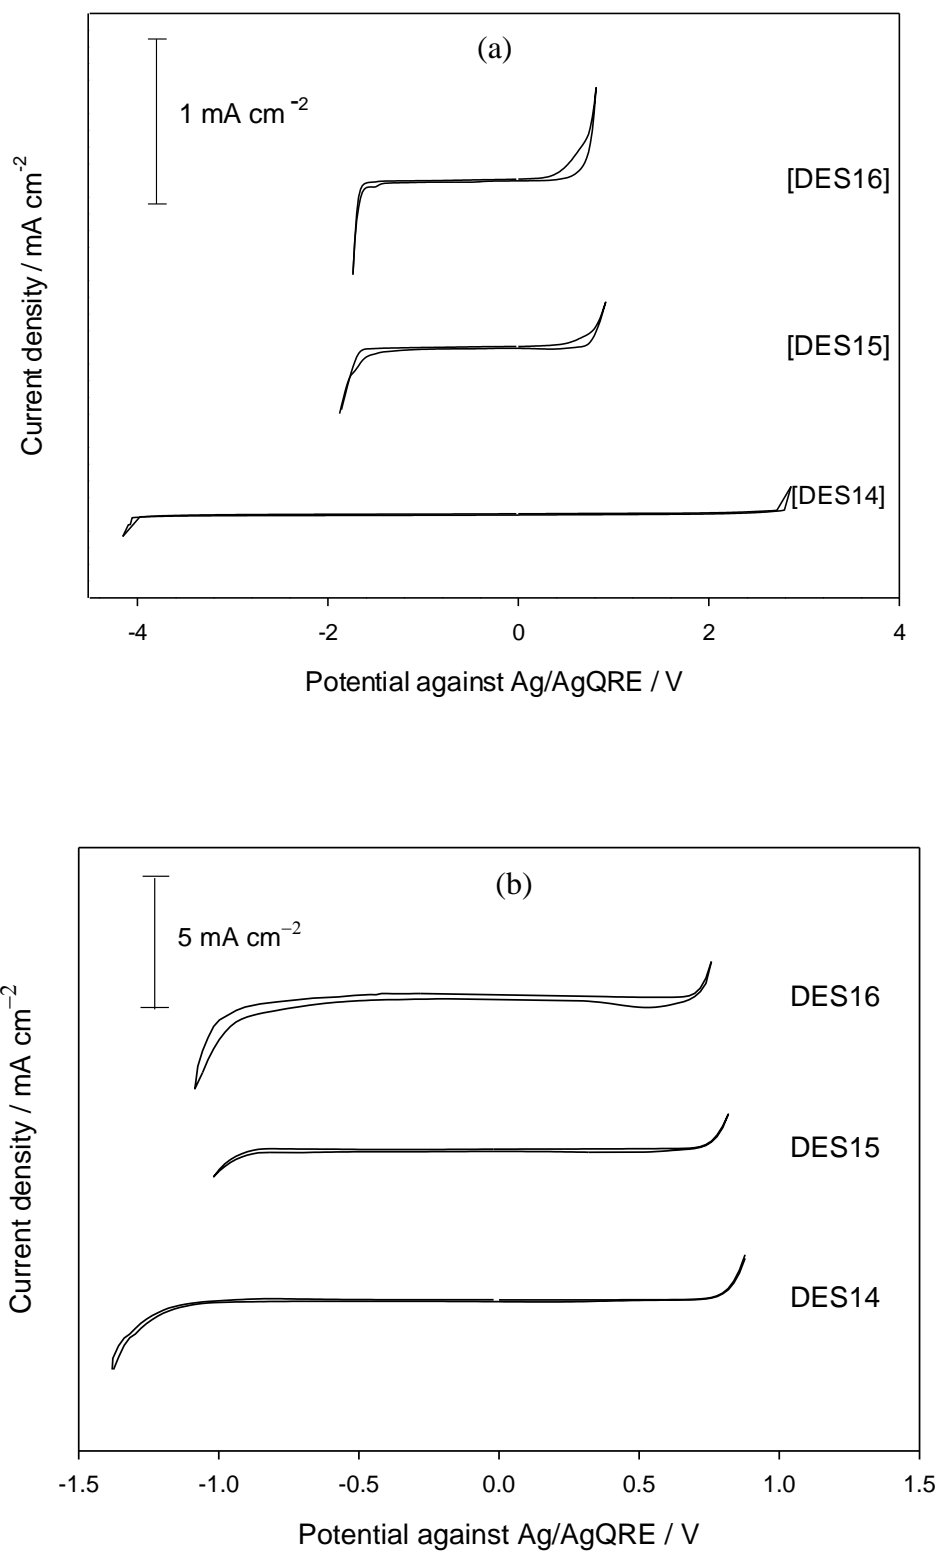 (a)
1 mA cm⁻²
[DES16]
[DES15]
[DES14]
Current density / mA cm⁻²
-4 -2 0 2 4
Potential against Ag/AgQRE / V
(b)
5 mA cm⁻²
DES16
DES15
DES14
Current density / mA cm⁻²
-1.5 -1.0 -0.5 0.0 0.5 1.0 1.5
Potential against Ag/AgQRE / V